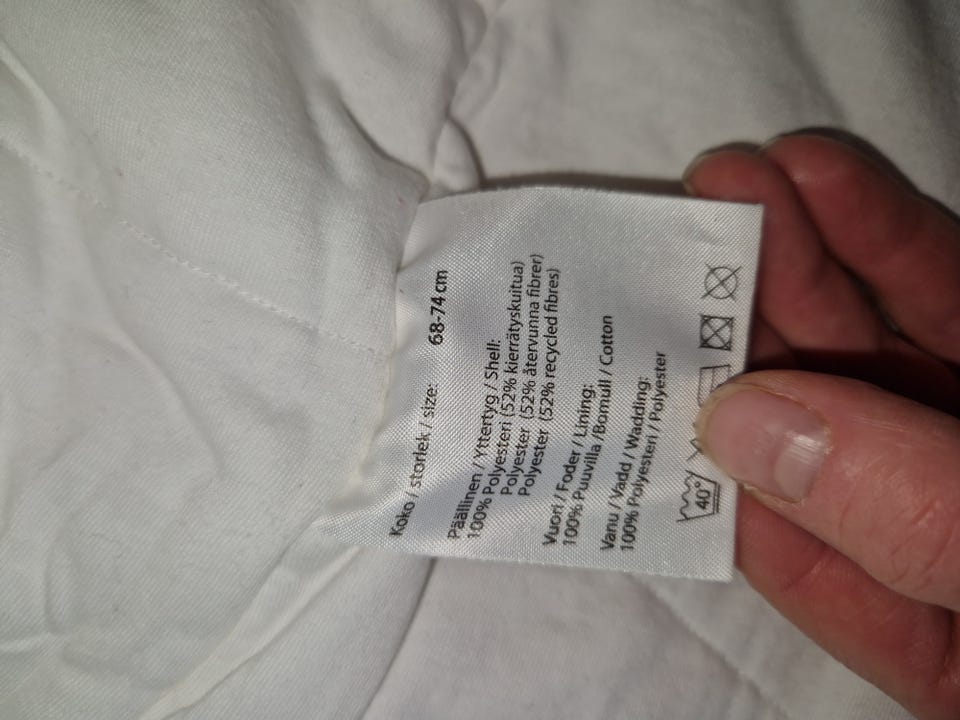 Koko / storlek / size: 68-74 cm
Päällinen / Yttertyg / Shell:
100% Polyesteri (52% kierrätyskuitua)
Polyester (52% återvunna fibrer)
Polyester (52% recycled fibres)
Vuori / Foder / Lining:
100% Puuvilla /Bomull / Cotton
Vanu / Vadd / Wadding:
100% Polyesteri / Polyester
40°